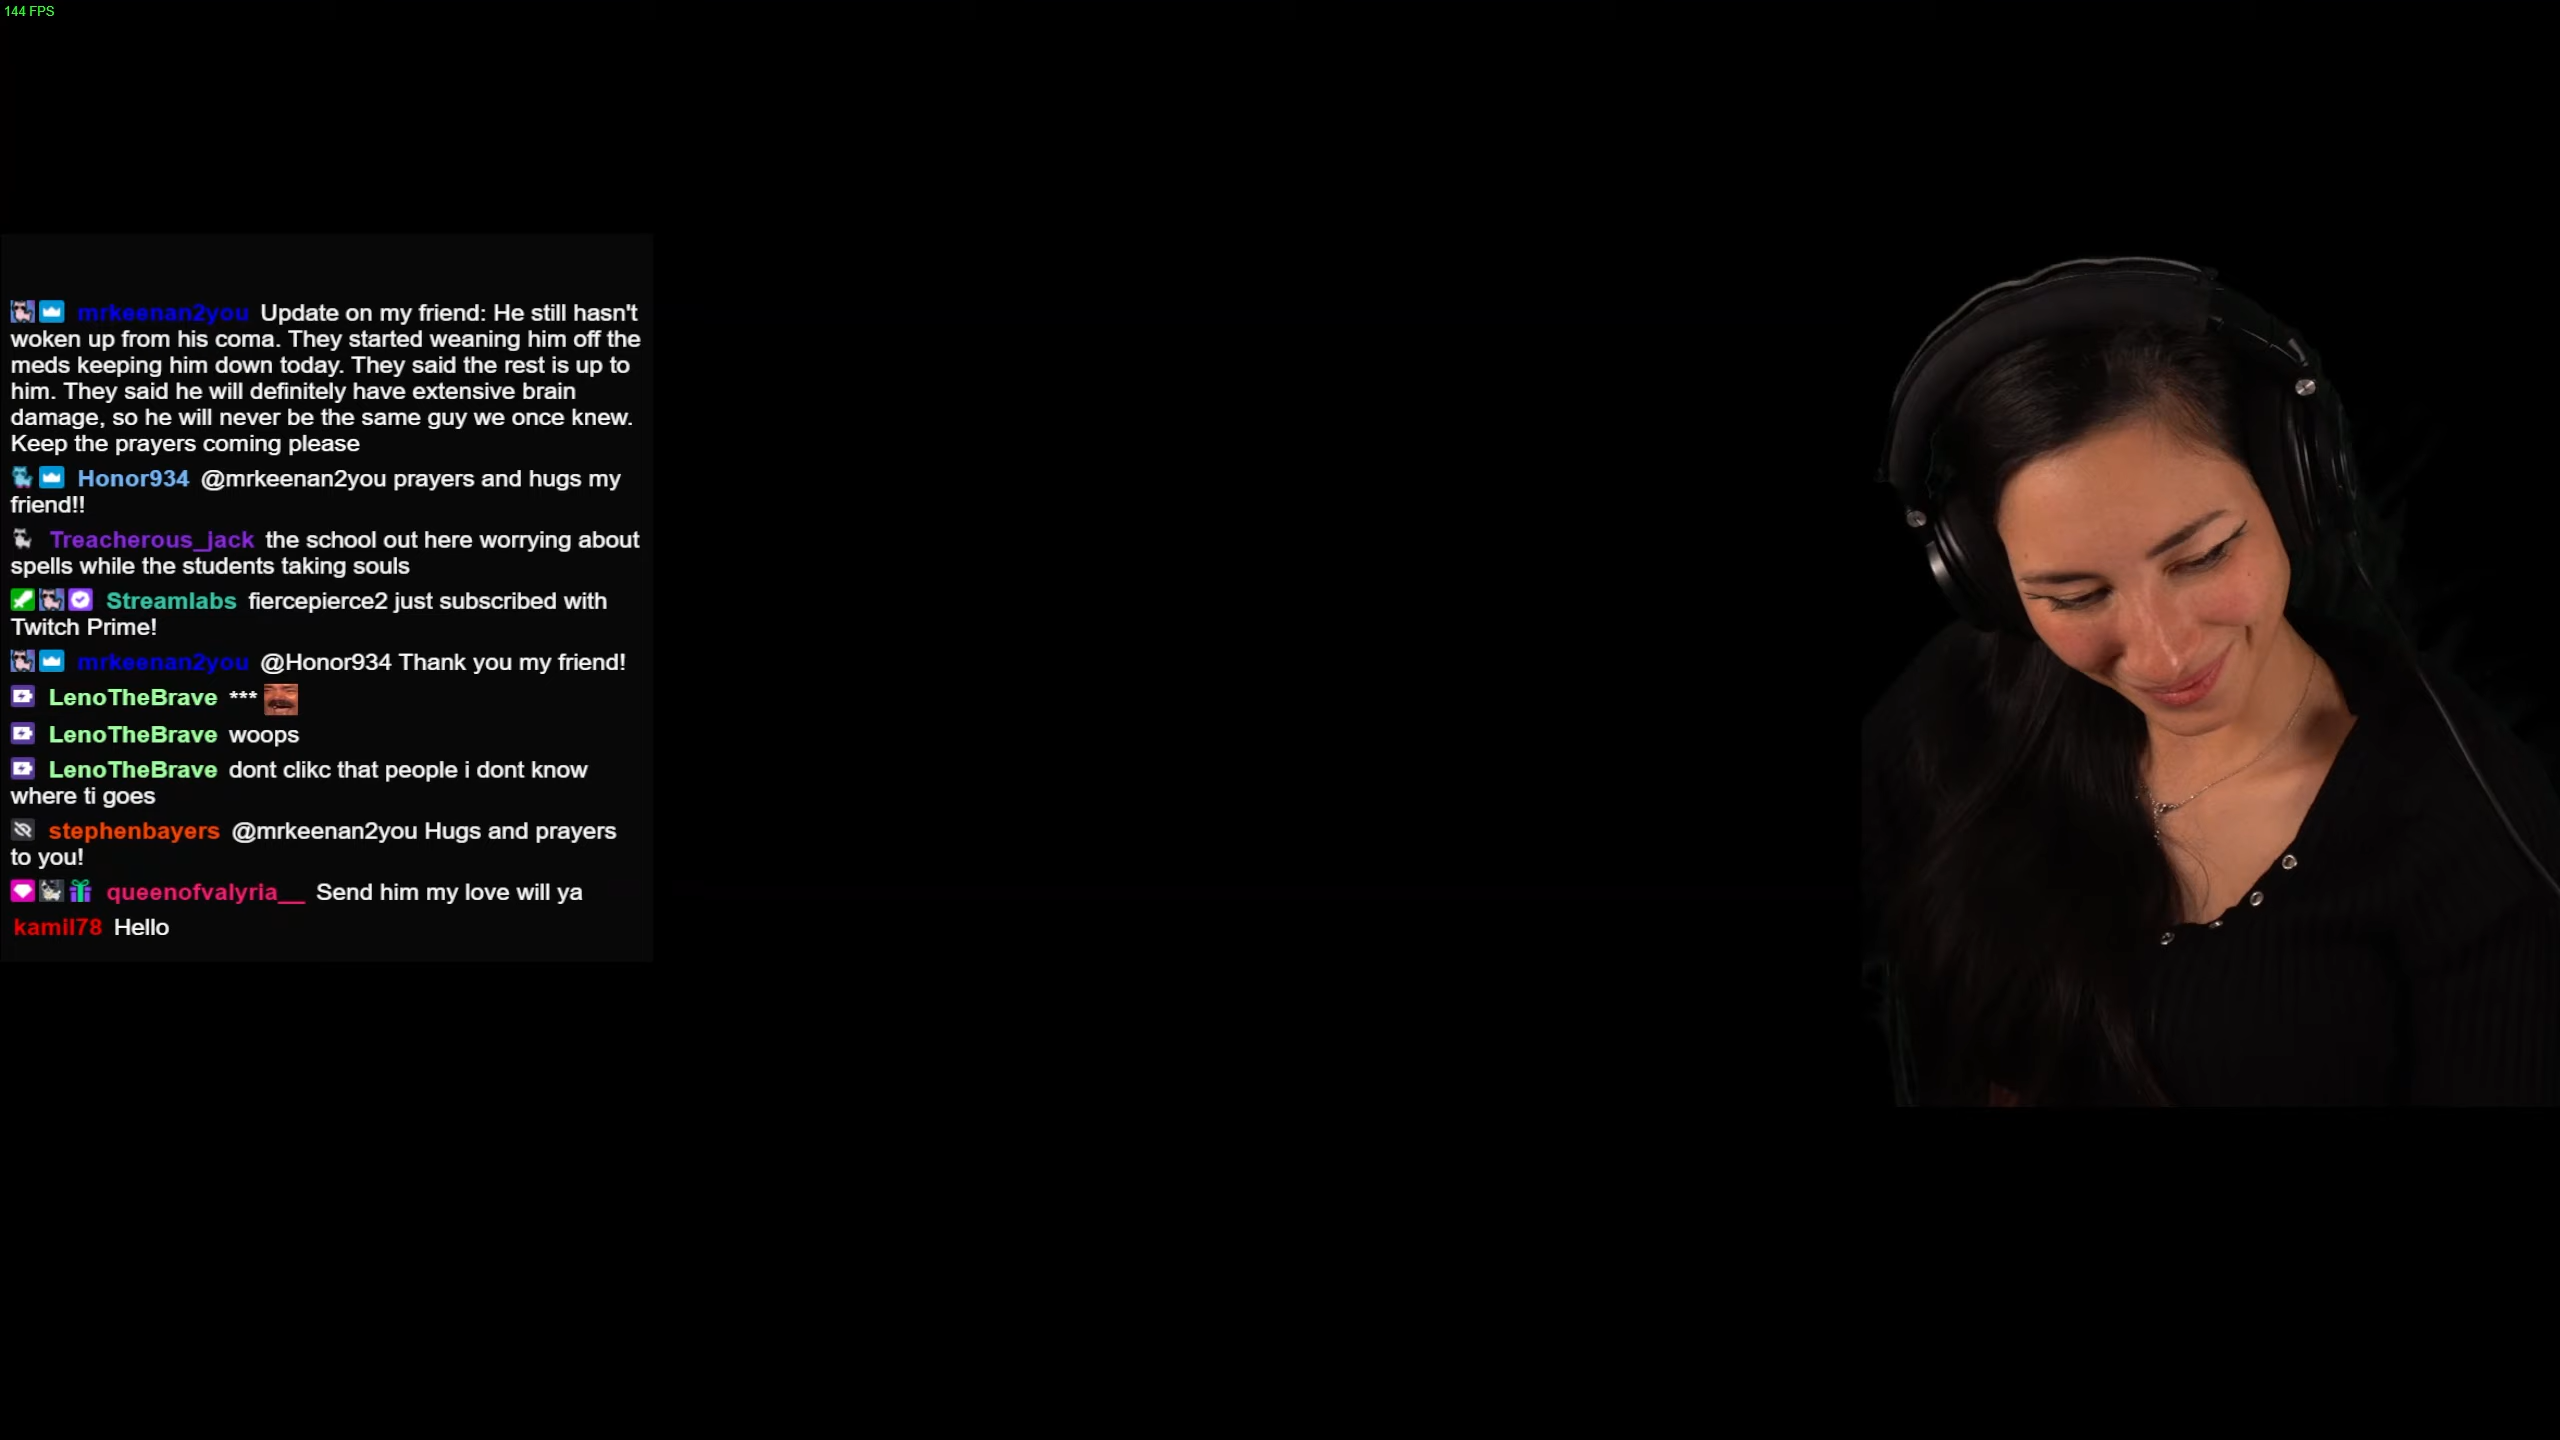 144 FPS
mrkeenan2you Update on my friend: He still hasn't
woken up from his coma. They started weaning him off the
meds keeping him down today. They said the rest is up to
him. They said he will definitely have extensive brain
damage, so he will never be the same guy we once knew.
Keep the prayers coming please
Honor934 @mrkeenan2you prayers and hugs my
friend!!
Treacherous_jack the school out here worrying about
spells while the students taking souls
Streamlabs fiercepierce2 just subscribed with
Twitch Prime!
mrkeenan2you @Honor934 Thank you my friend!
LenoTheBrave ***
LenoTheBrave woops
LenoTheBrave dont clikc that people i dont know
where ti goes
stephenbayers @mrkeenan2you Hugs and prayers
to you!
queenofvalyria__ Send him my love will ya
kamil78 Hello